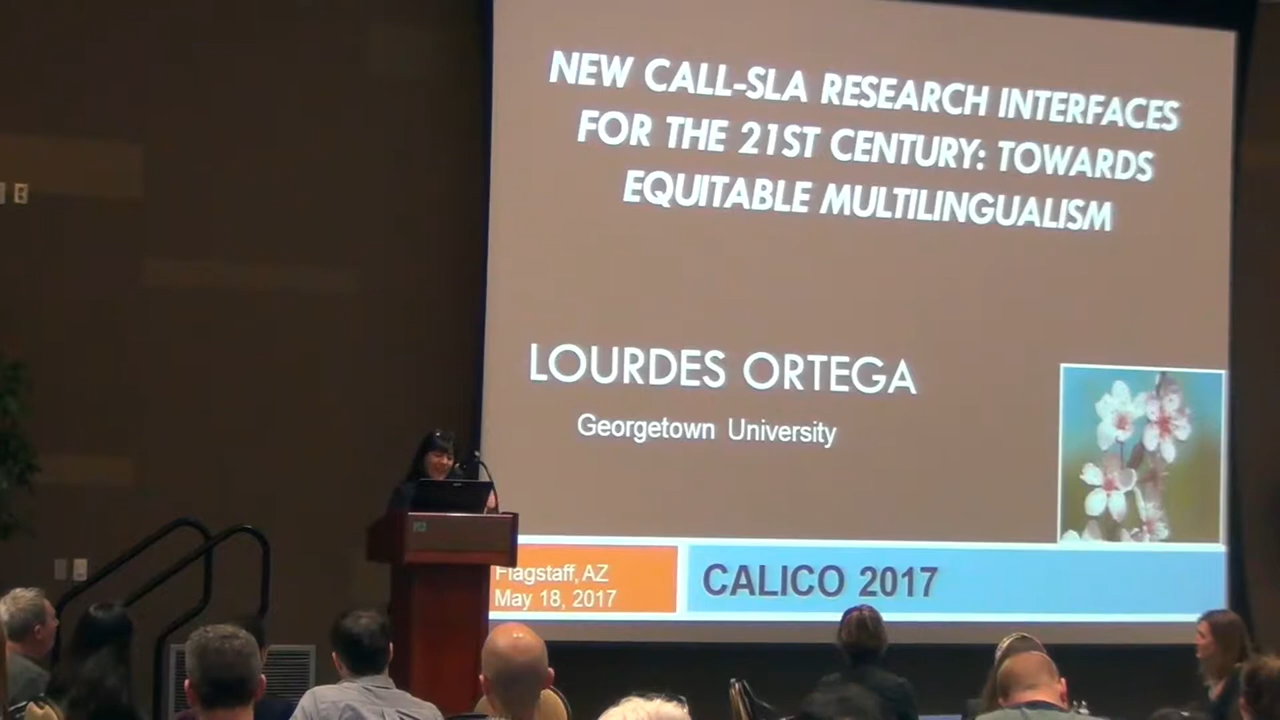 NEW CALL-SLA RESEARCH INTERFACES
FOR THE 21ST CENTURY: TOWARDS
EQUITABLE MULTILINGUALISM
LOURDES ORTEGA
Georgetown University
Flagstaff, AZ
May 18, 2017
CALICO 2017